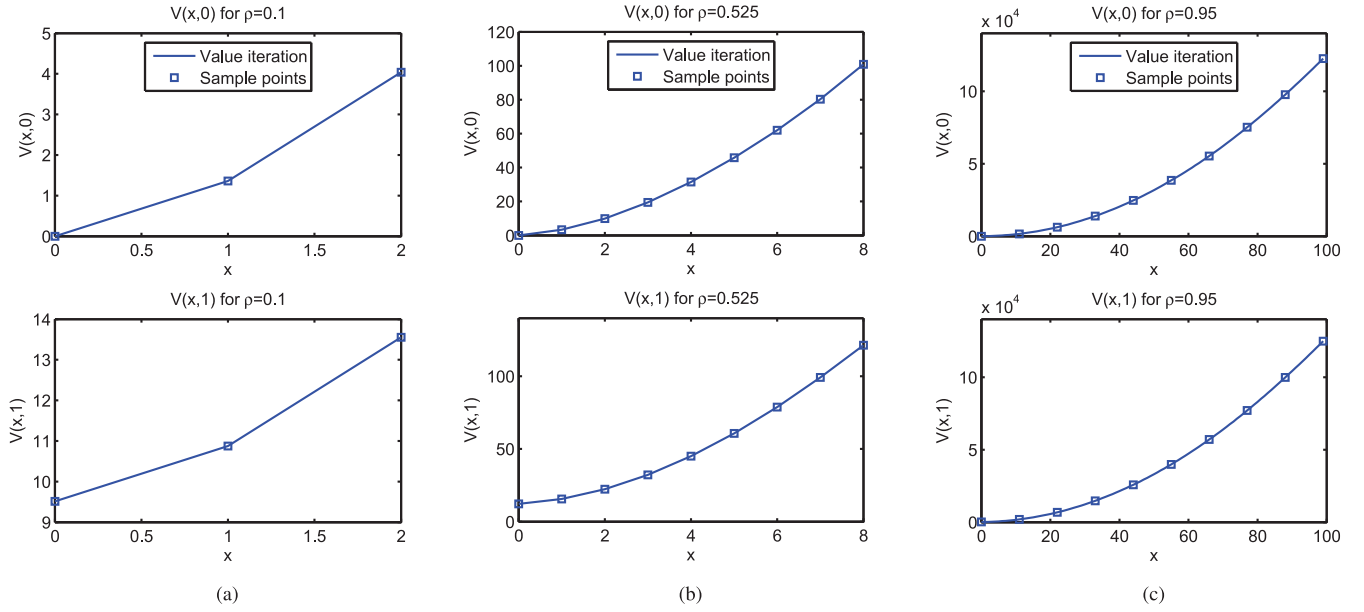 V(x,0) for ρ=0.1
5
4
3
2
1
0
V(x,0)
Value iteration
Sample points
0 0.5 1 1.5 2
x
V(x,1) for ρ=0.1
14
13
12
11
10
9
V(x,1)
0 0.5 1 1.5 2
x
(a)
V(x,0) for ρ=0.525
120
100
80
60
40
20
0
V(x,0)
Value iteration
Sample points
0 2 4 6 8
x
V(x,1) for ρ=0.525
100
50
0
V(x,1)
0 2 4 6 8
x
(b)
V(x,0) for ρ=0.95
x 10⁴
10
5
0
V(x,0)
Value iteration
Sample points
0 20 40 60 80 100
x
V(x,1) for ρ=0.95
x 10⁴
10
5
0
V(x,1)
0 20 40 60 80 100
x
(c)